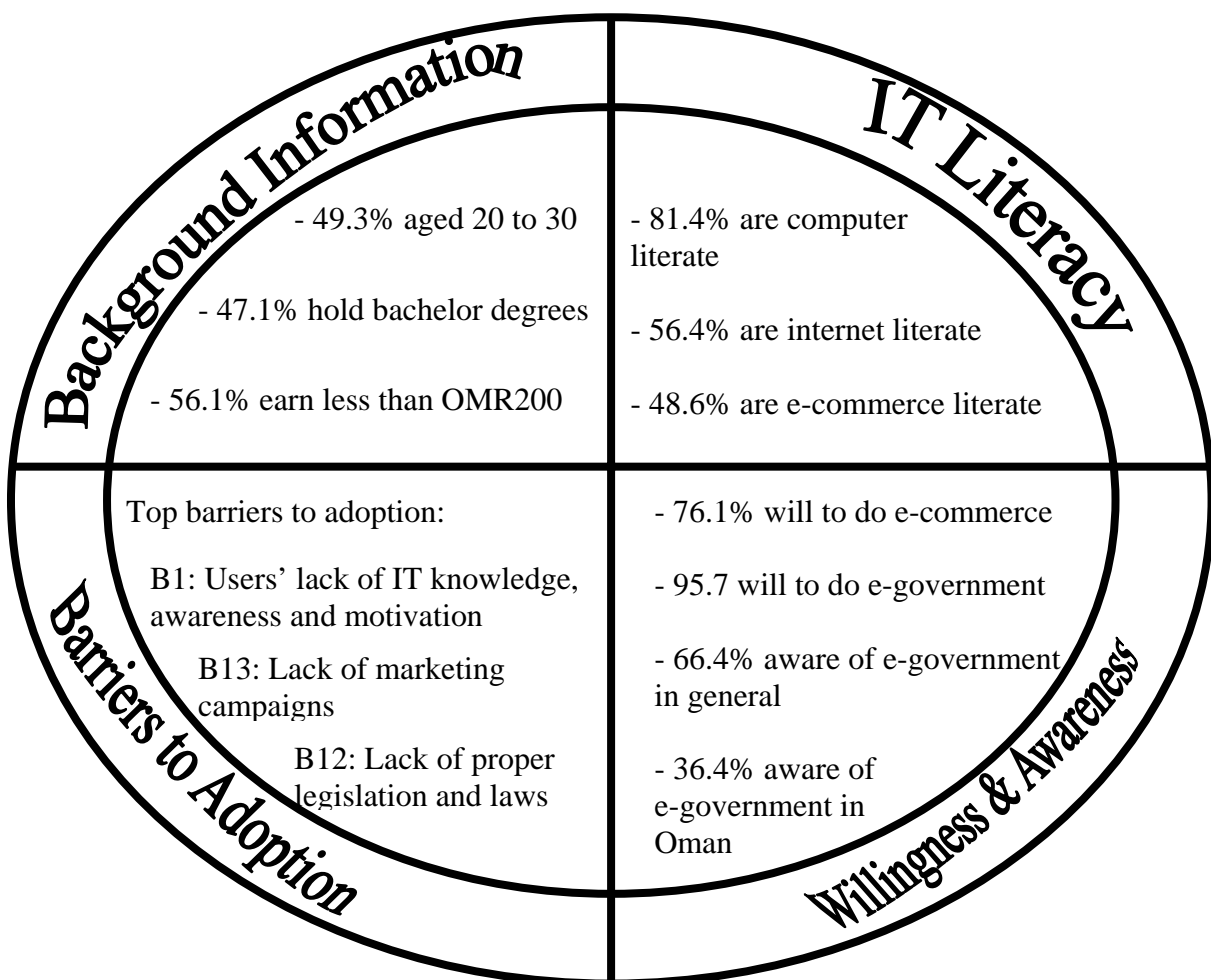 Background Information
- 49.3% aged 20 to 30
- 47.1% hold bachelor degrees
- 56.1% earn less than OMR200
IT Literacy
- 81.4% are computer
literate
- 56.4% are internet literate
- 48.6% are e-commerce literate
Barriers to Adoption
Top barriers to adoption:
B1: Users’ lack of IT knowledge,
awareness and motivation
B13: Lack of marketing
campaigns
B12: Lack of proper
legislation and laws
Willingness & Awareness
- 76.1% will to do e-commerce
- 95.7 will to do e-government
- 66.4% aware of e-government
in general
- 36.4% aware of
e-government in
Oman